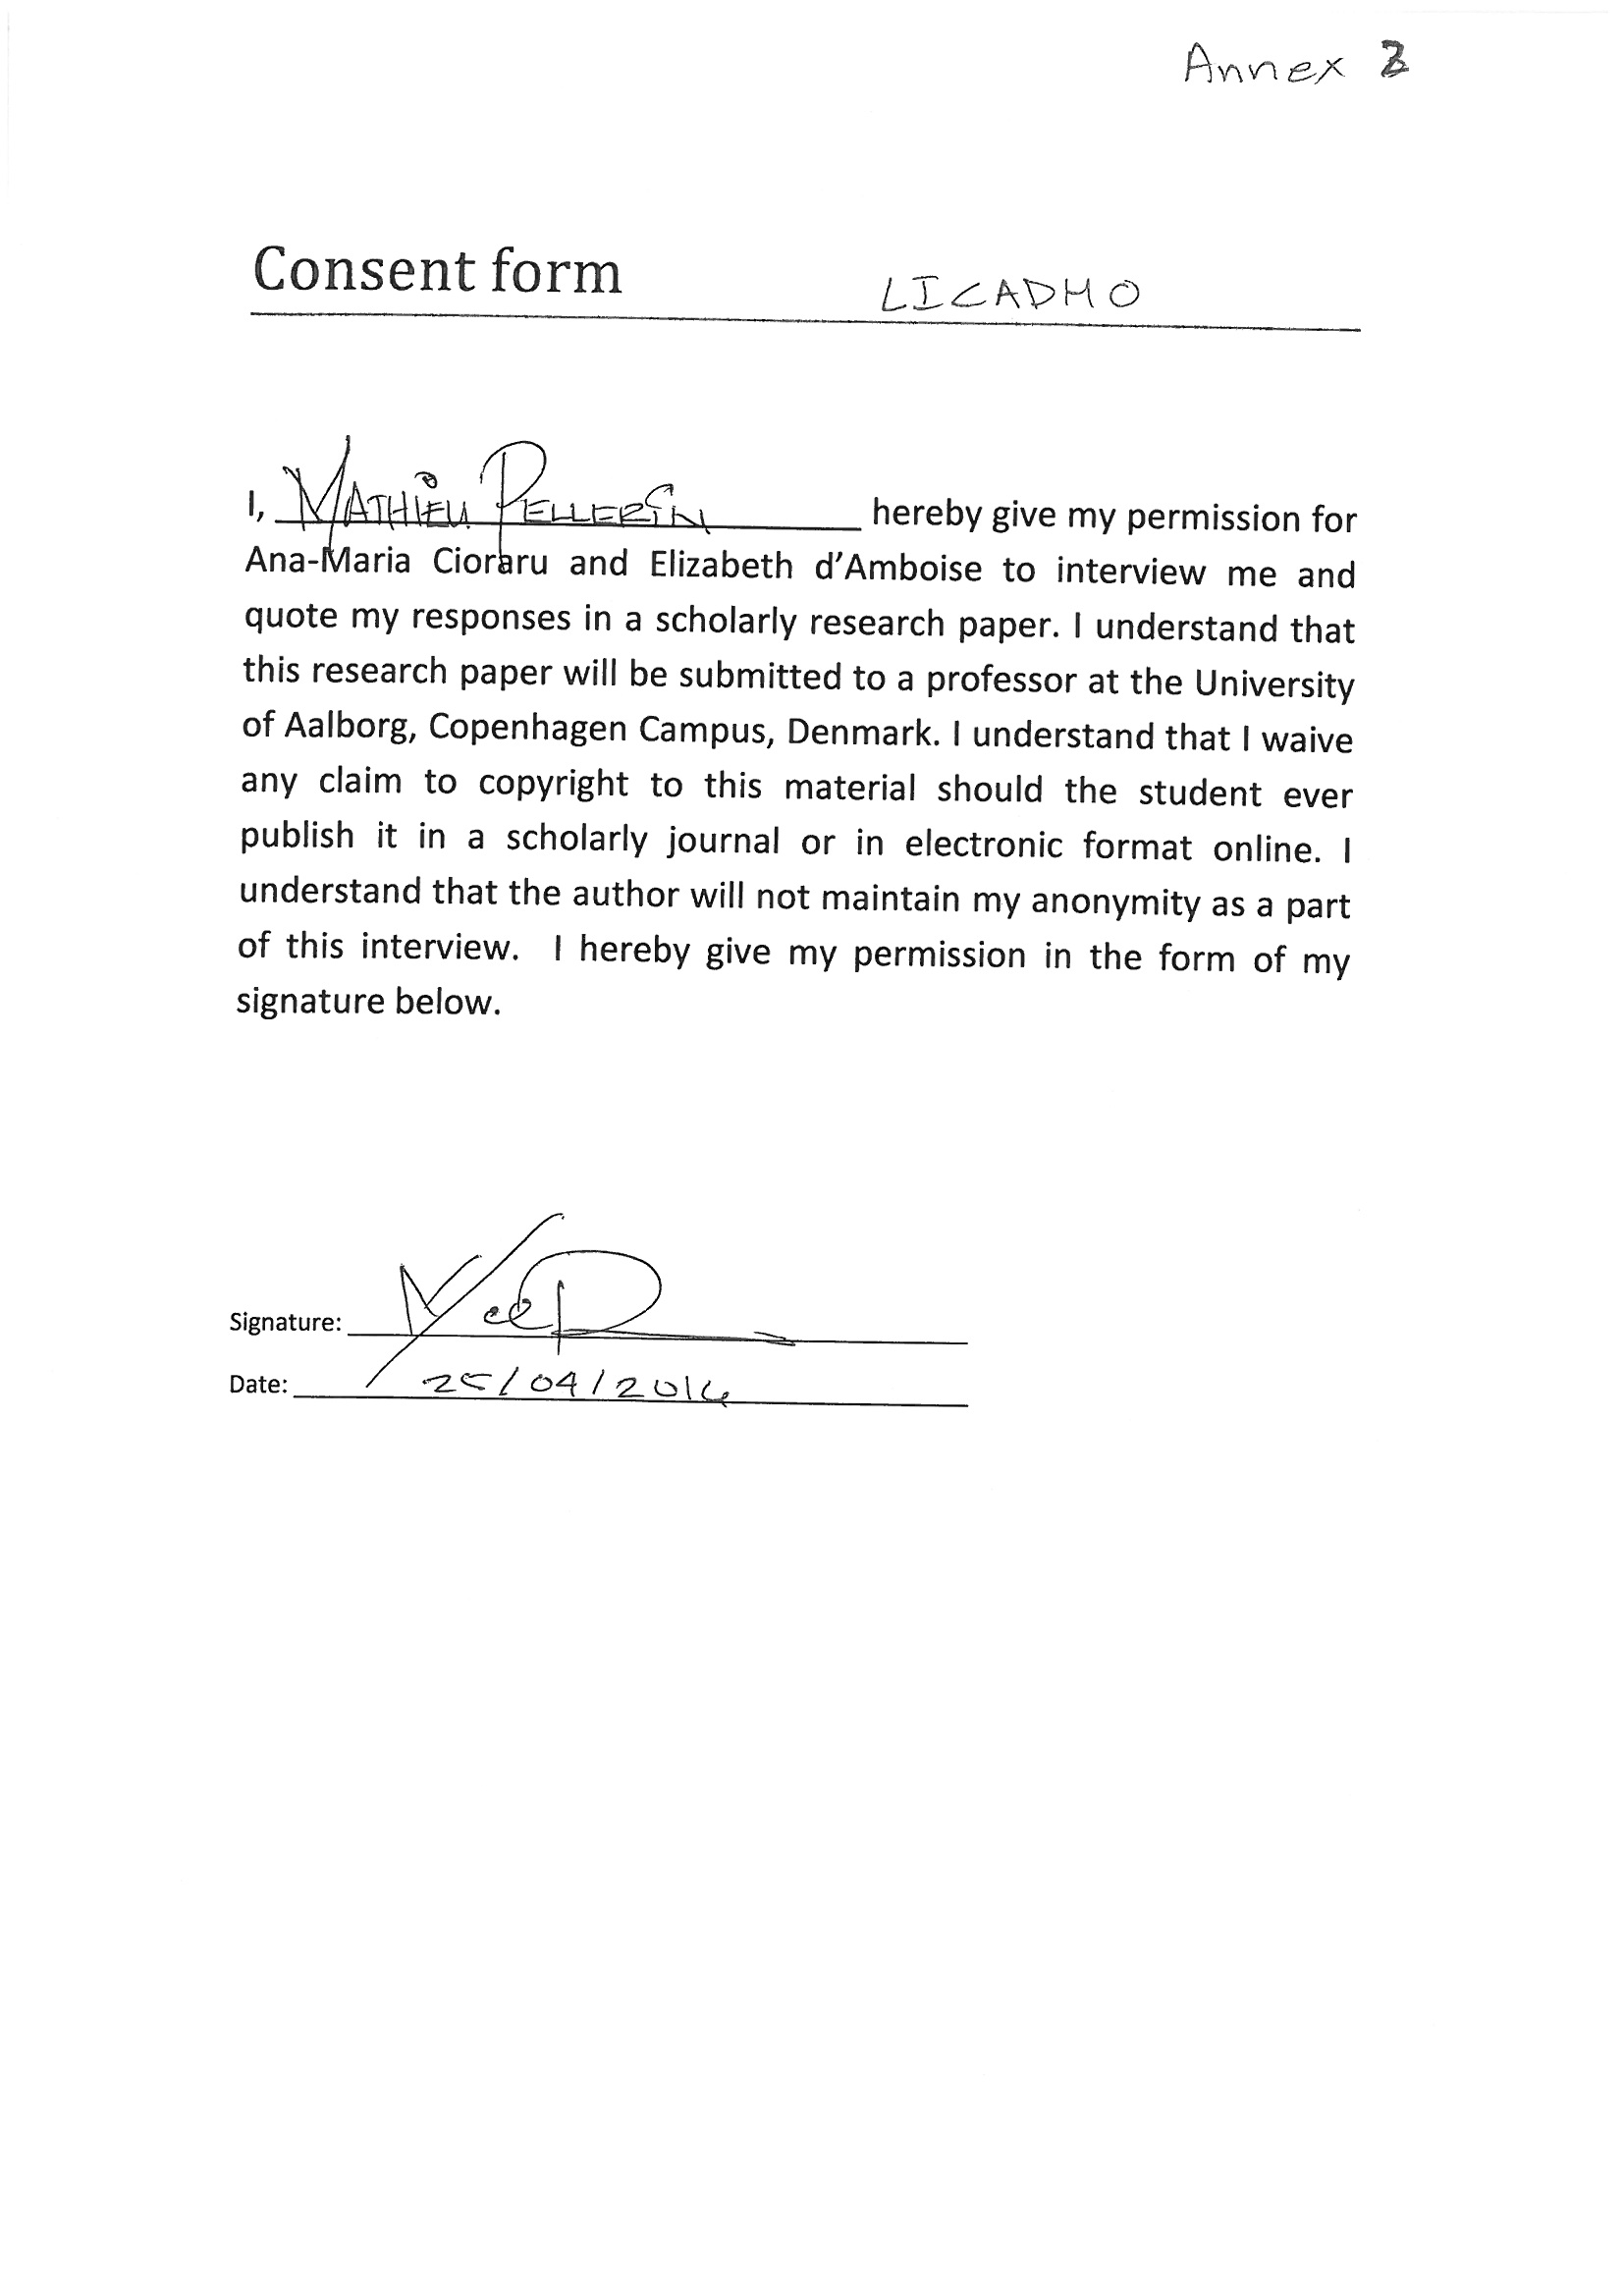 Annex
Consent form LICADHO
I, MATHIEU PELLERIN hereby give my permission for
Ana-Maria Cioraru and Elizabeth d'Amboise to interview me and
quote my responses in a scholarly research paper. I understand that
this research paper will be submitted to a professor at the University
of Aalborg, Copenhagen Campus, Denmark. I understand that I waive
any claim to copyright to this material should the student ever
publish it in a scholarly journal or in electronic format online. I
understand that the author will not maintain my anonymity as a part
of this interview. I hereby give my permission in the form of my
signature below.
Signature:
Date: 25/04/2014